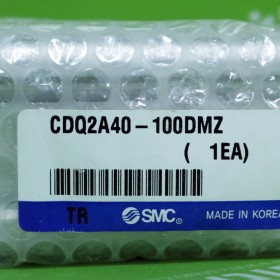 CDQ2A40-100DMZ
( 1EA)
TR SMC MADE IN KOREA